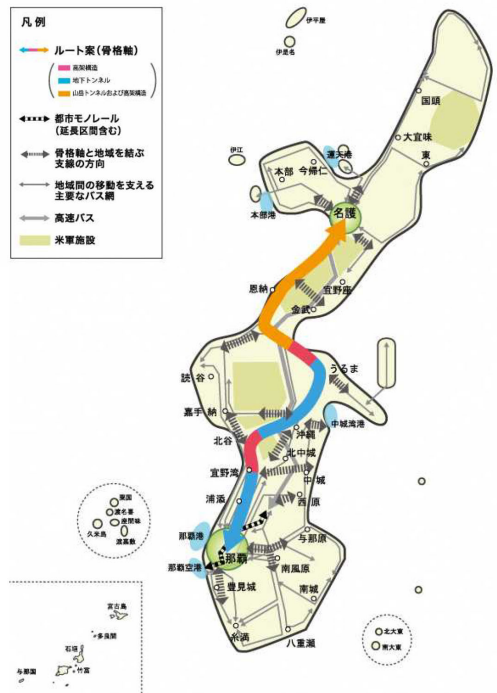 凡 例
ルート案（骨格軸）
高架構造
地下トンネル
山岳トンネルおよび高架構造
都市モノレール
（延長区間含む）
骨格軸と地域を結ぶ
支線の方向
地域間の移動を支える
主要なバス網
高速バス
米軍施設
伊平屋
伊是名
国頭
大宜味
東
伊江
運天港
今帰仁
本部
本部港
名護
恩納
宜野座
金武
うるま
読谷
嘉手納
北谷
沖縄
中城湾港
北中城
宜野湾
中城
浦添
西原
与那原
那覇港
那覇
那覇空港
南風原
豊見城
南城
糸満
八重瀬
粟国
渡名喜
座間味
久米島
渡嘉敷
宮古島
多良間
石垣
竹富
与那国
北大東
南大東